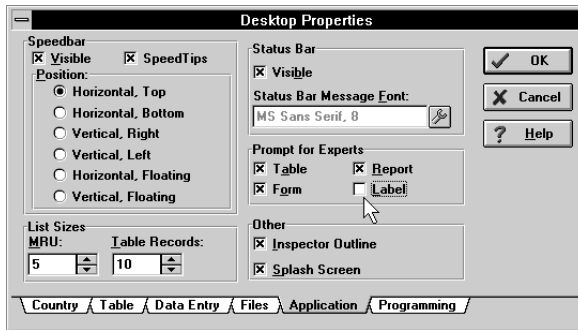 Desktop Properties
Speedbar
Visible
SpeedTips
Position:
Horizontal, Top
Horizontal, Bottom
Vertical, Right
Vertical, Left
Horizontal, Floating
Vertical, Floating
List Sizes
MRU:
Table Records:
5
10
Status Bar
Visible
Status Bar Message Font:
MS Sans Serif, 8
Prompt for Experts
Table
Report
Form
Label
Other
Inspector Outline
Splash Screen
OK
Cancel
? Help
Country
Table
Data Entry
Files
Application
Programming